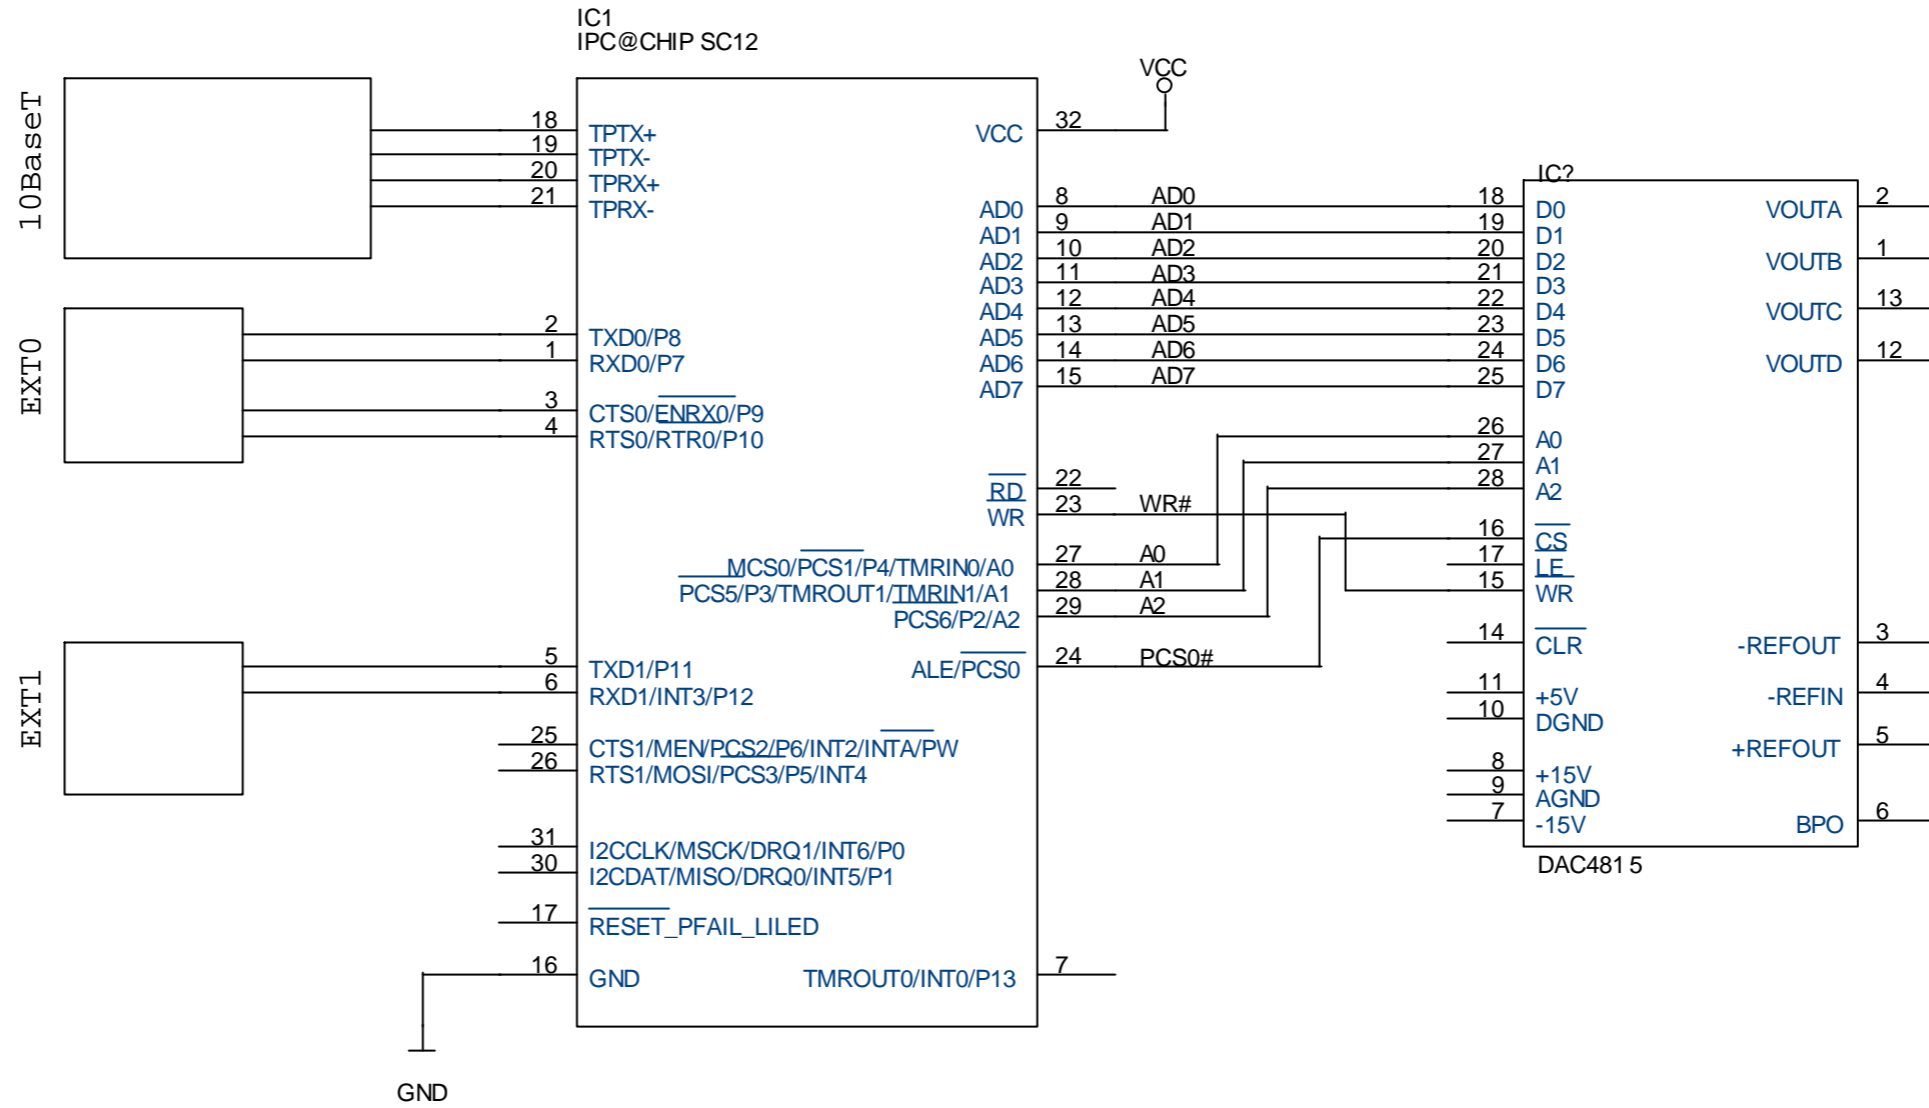 IC1
IPC@CHIP SC12
10BaseT
18 TPTX+
19 TPTX-
20 TPRX+
21 TPRX-
EXT0
2 TXD0/P8
1 RXD0/P7
3 CTS0/ENRX0/P9
4 RTS0/RTR0/P10
EXT1
5 TXD1/P11
6 RXD1/INT3/P12
25 CTS1/MEN/PCS2/P6/INT2/INTA/PW
26 RTS1/MOSI/PCS3/P5/INT4
31 I2CCLK/MSCK/DRQ1/INT6/P0
30 I2CDAT/MISO/DRQ0/INT5/P1
17 RESET_PFAIL_LILED
16 GND
GND
VCC
VCC 32
AD0 8 AD0
AD1 9 AD1
AD2 10 AD2
AD3 11 AD3
AD4 12 AD4
AD5 13 AD5
AD6 14 AD6
AD7 15 AD7
RD 22
WR 23 WR#
MCS0/PCS1/P4/TMRIN0/A0 27 A0
PCS5/P3/TMROUT1/TMRIN1/A1 28 A1
PCS6/P2/A2 29 A2
ALE/PCS0 24 PCS0#
TMROUT0/INT0/P13 7
IC?
18 D0
19 D1
20 D2
21 D3
22 D4
23 D5
24 D6
25 D7
26 A0
27 A1
28 A2
16 CS
17 LE
15 WR
14 CLR
11 +5V
10 DGND
8 +15V
9 AGND
7 -15V
VOUTA 2
VOUTB 1
VOUTC 13
VOUTD 12
-REFOUT 3
-REFIN 4
+REFOUT 5
BPO 6
DAC4815